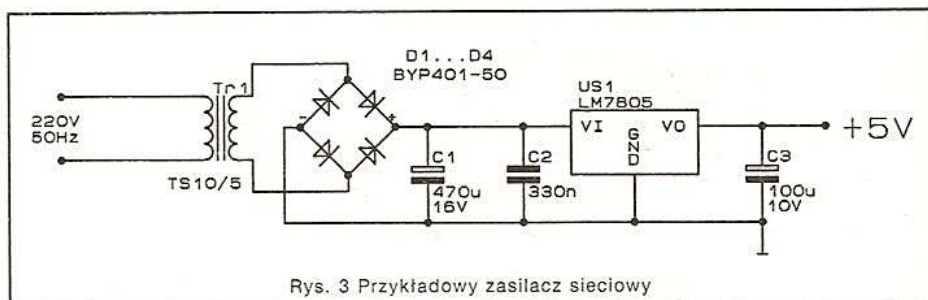 D1...D4
BYP401-50
Tr1
220V
50Hz
TS10/5
-
+
C1
470u
16V
C2
330n
US1
LM7805
VI
GND
VO
C3
100u
10V
+5V
Rys. 3 Przykładowy zasilacz sieciowy